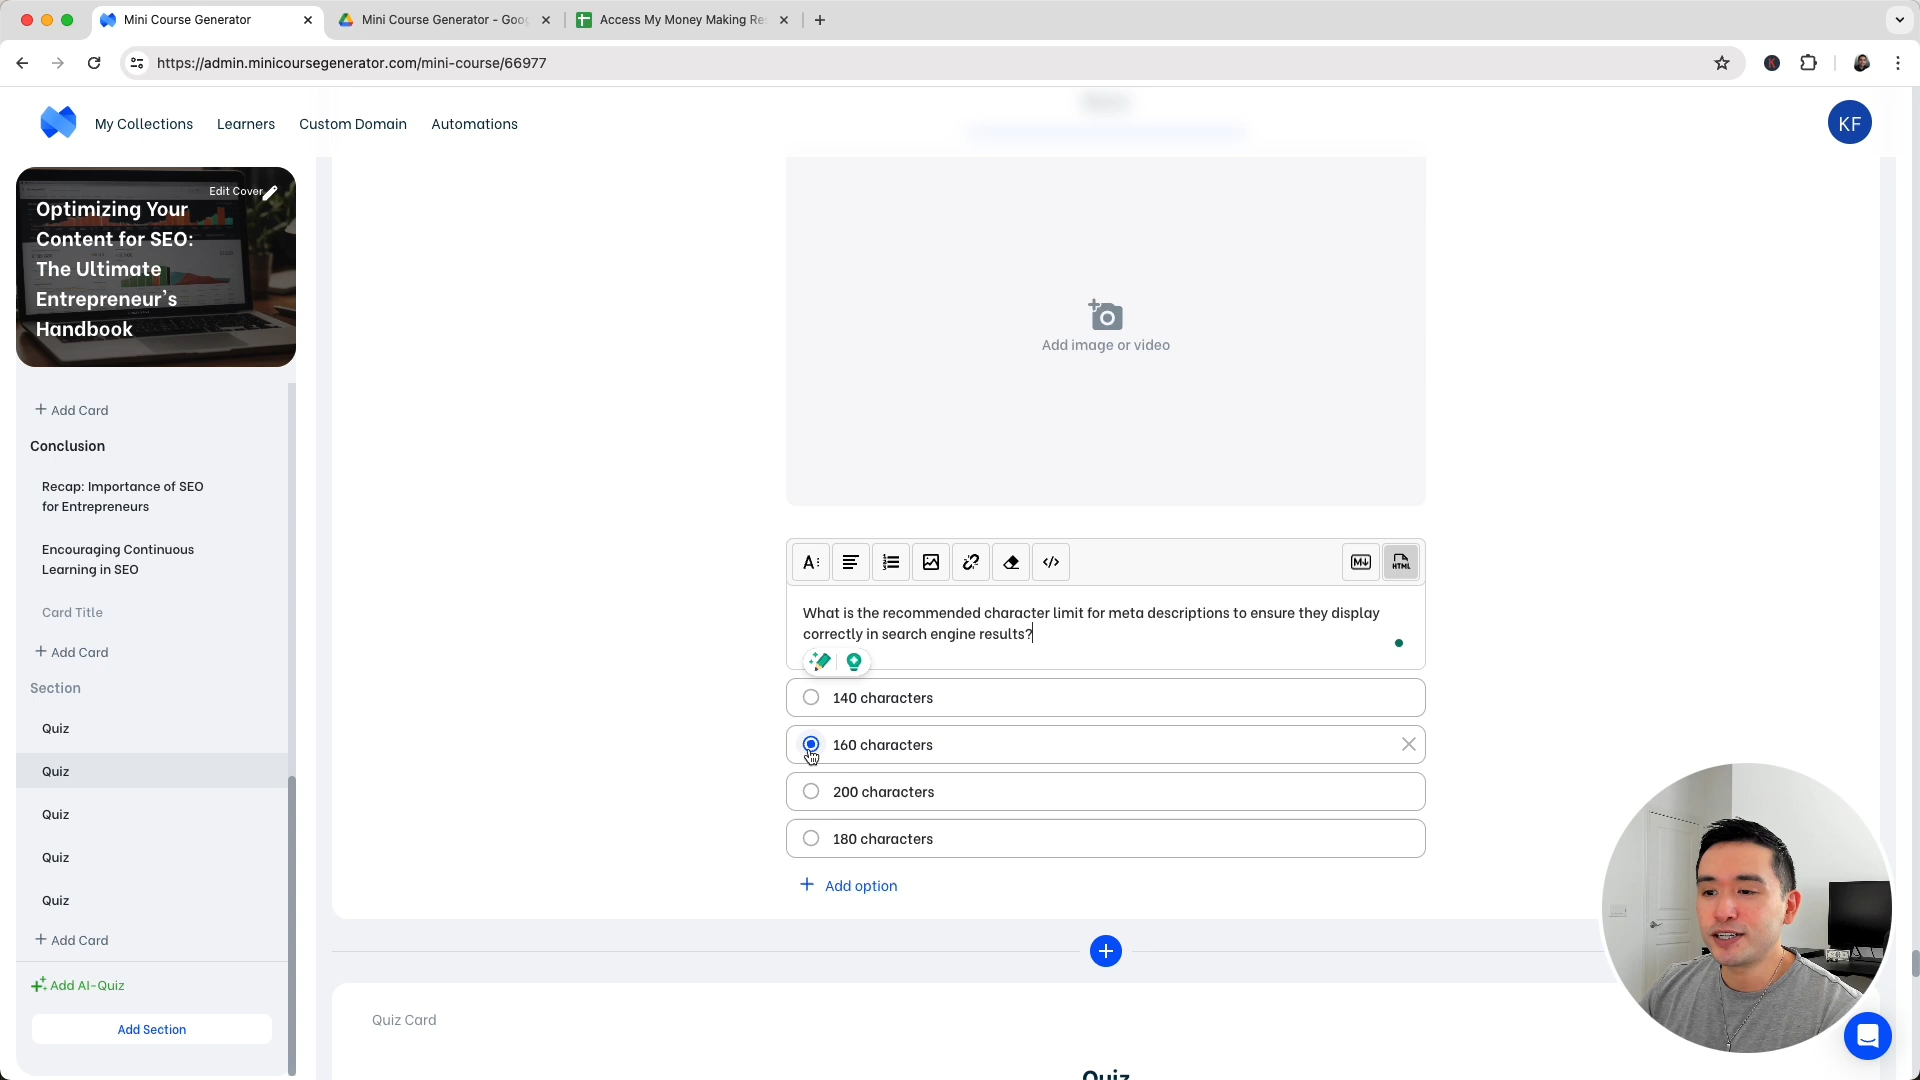 Mini Course Generator
Mini Course Generator - Goo
Access My Money Making Re
https://admin.minicoursegenerator.com/mini-course/66977
My Collections
Learners
Custom Domain
Automations
KF
Edit Cover
Optimizing Your
Content for SEO:
The Ultimate
Entrepreneur's
Handbook
+ Add Card
Conclusion
Recap: Importance of SEO
for Entrepreneurs
Encouraging Continuous
Learning in SEO
Card Title
+ Add Card
Section
Quiz
Quiz
Quiz
Quiz
Quiz
+ Add Card
Add AI-Quiz
Add Section
Add image or video
HTML
What is the recommended character limit for meta descriptions to ensure they display
correctly in search engine results?
140 characters
160 characters
200 characters
180 characters
+ Add option
Quiz Card
Quiz